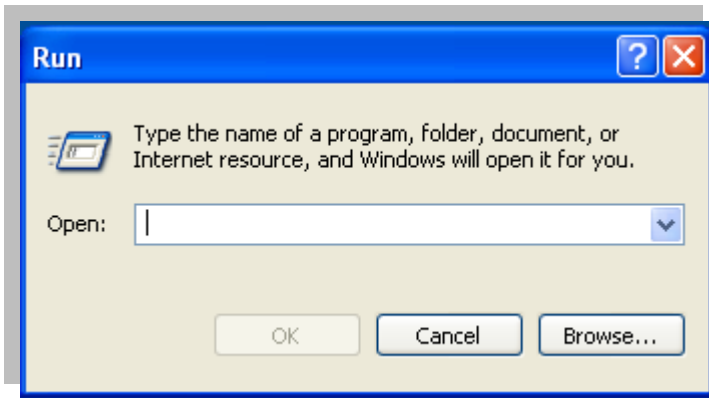 Run
Type the name of a program, folder, document, or
Internet resource, and Windows will open it for you.
Open:
OK
Cancel
Browse...